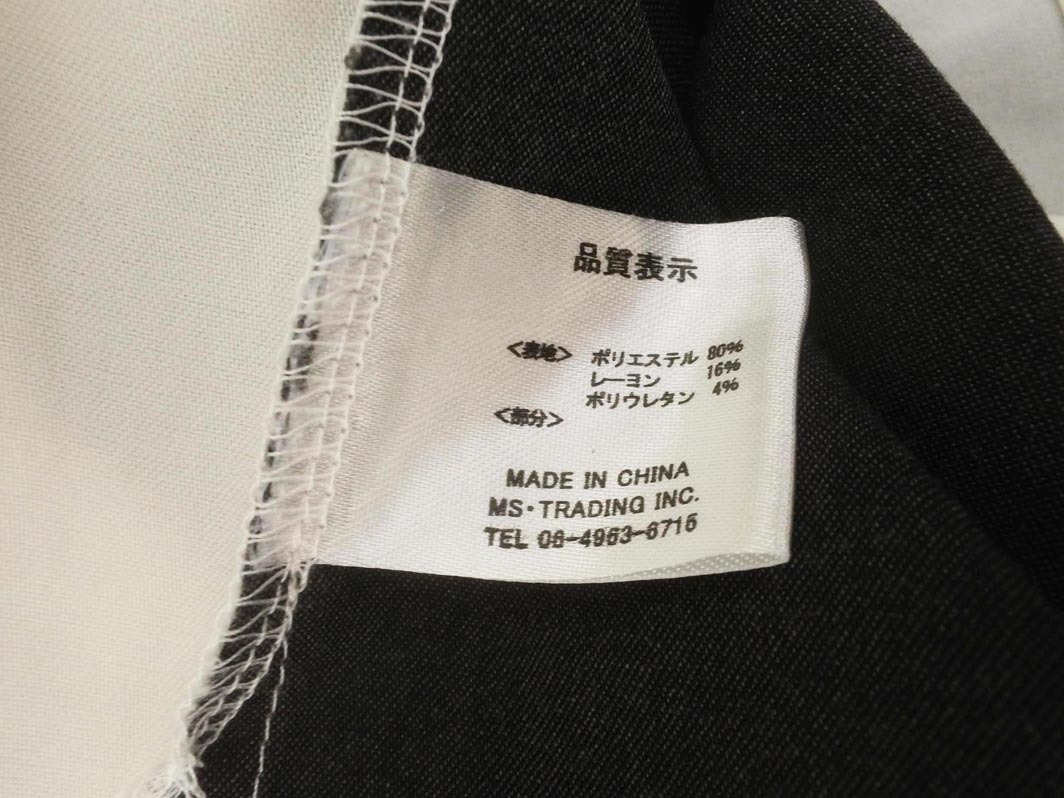 品質表示
<表地> ポリエステル 80%
レーヨン 16%
ポリウレタン 4%
<部分>
MADE IN CHINA
MS・TRADING INC.
TEL 06-4963-6715